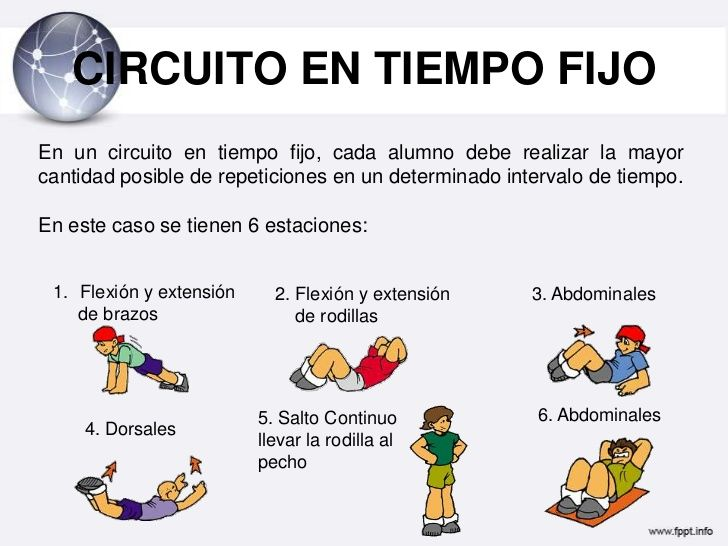 CIRCUITO EN TIEMPO FIJO
En un circuito en tiempo fijo, cada alumno debe realizar la mayor
cantidad posible de repeticiones en un determinado intervalo de tiempo.
En este caso se tienen 6 estaciones:
1. Flexión y extensión
de brazos
2. Flexión y extensión
de rodillas
3. Abdominales
4. Dorsales
5. Salto Continuo
llevar la rodilla al
pecho
6. Abdominales
www.fppt.info